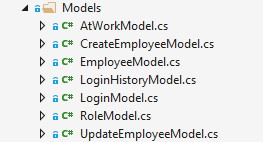 Models
C# AtWorkModel.cs
C# CreateEmployeeModel.cs
C# EmployeeModel.cs
C# LoginHistoryModel.cs
C# LoginModel.cs
C# RoleModel.cs
C# UpdateEmployeeModel.cs